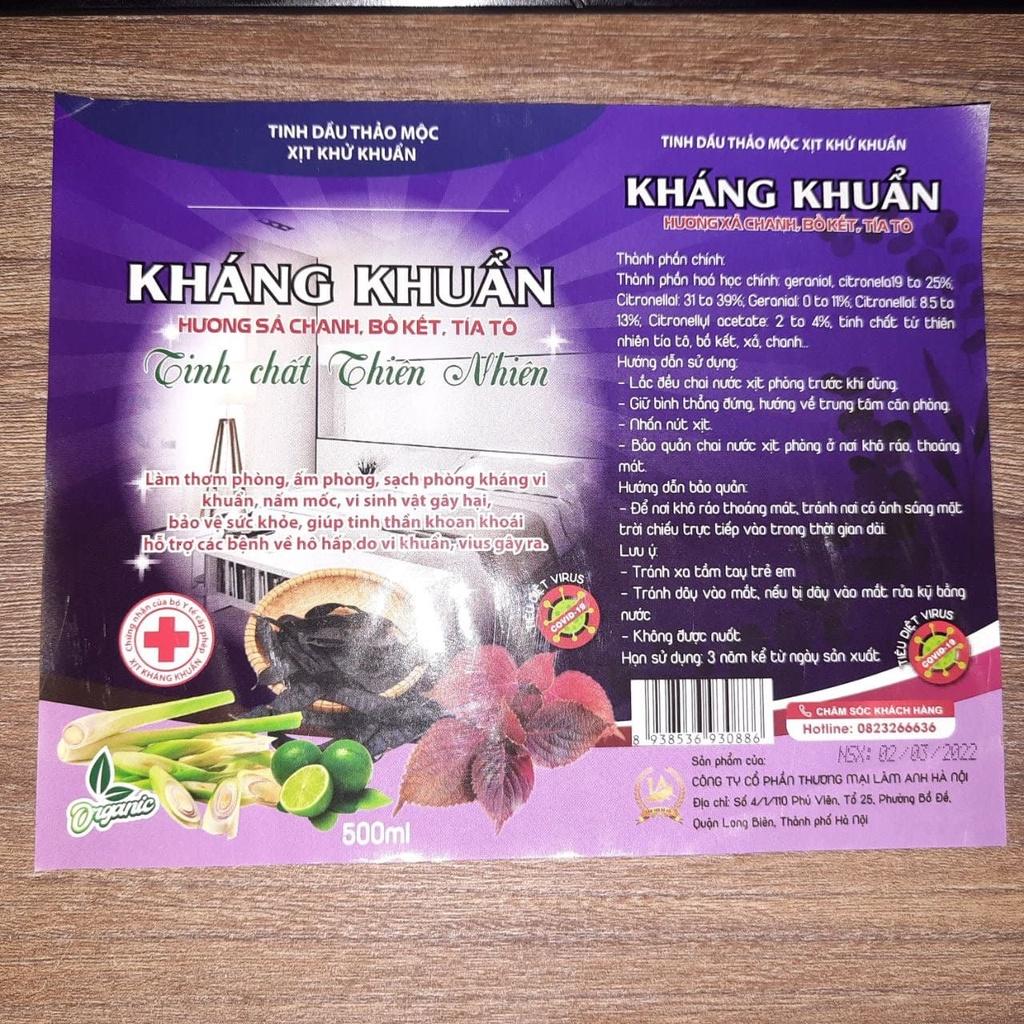 TINH DẦU THẢO MỘC
XỊT KHỬ KHUẨN
KHÁNG KHUẨN
HƯƠNG SẢ CHANH, BỒ KẾT, TÍA TÔ
Tinh chất Thiên Nhiên
Làm thơm phòng, ấm phòng, sạch phòng kháng vi
khuẩn, nấm mốc, vi sinh vật gây hại,
bảo vệ sức khỏe, giúp tinh thần khoan khoái
hỗ trợ các bệnh về hô hấp do vi khuẩn, vius gây ra.
Chứng nhận của bộ Y tế cấp phép
XỊT KHÁNG KHUẨN
TIÊU DIỆT VIRUS
COVID-19
Organic
500ml
TINH DẦU THẢO MỘC XỊT KHỬ KHUẨN
KHÁNG KHUẨN
HƯƠNG XẢ CHANH, BỒ KẾT, TÍA TÔ
Thành phần chính:
Thành phần hoá học chính: geraniol, citronela19 to 25%,
Citronellal: 31 to 39%, Geraniol: 0 to 11%; Citronellol: 8.5 to
13%; Citronellyl acetate: 2 to 4%, tinh chất từ thiên
nhiên tía tô, bồ kết, xả, chanh...
Hướng dẫn sử dụng:
- Lắc đều chai nước xịt phòng trước khi dùng.
- Giữ bình thẳng đứng, hướng về trung tâm căn phòng.
- Nhấn nút xịt.
- Bảo quản chai nước xịt phòng ở nơi khô ráo, thoáng
mát.
Hướng dẫn bảo quản:
- Để nơi khô ráo thoáng mát, tránh nơi có ánh sáng mặt
trời chiếu trực tiếp vào trong thời gian dài.
Lưu ý:
- Tránh xa tầm tay trẻ em
- Tránh dây vào mắt, nếu bị dây vào mắt rửa kỹ bằng
nước
- Không được nuốt
Hạn sử dụng: 3 năm kể từ ngày sản xuất
TIÊU DIỆT VIRUS
COVID-19
CHĂM SÓC KHÁCH HÀNG
Hotline: 0823266636
8 938536 930886
NSX: 02/03/2022
Sản phẩm của:
CÔNG TY CỔ PHẦN THƯƠNG MẠI LÂM ANH HÀ NỘI
Địa chỉ: Số 4/1/110 Phú Viên, Tổ 25, Phường Bồ Đề,
Quận Long Biên, Thành phố Hà Nội